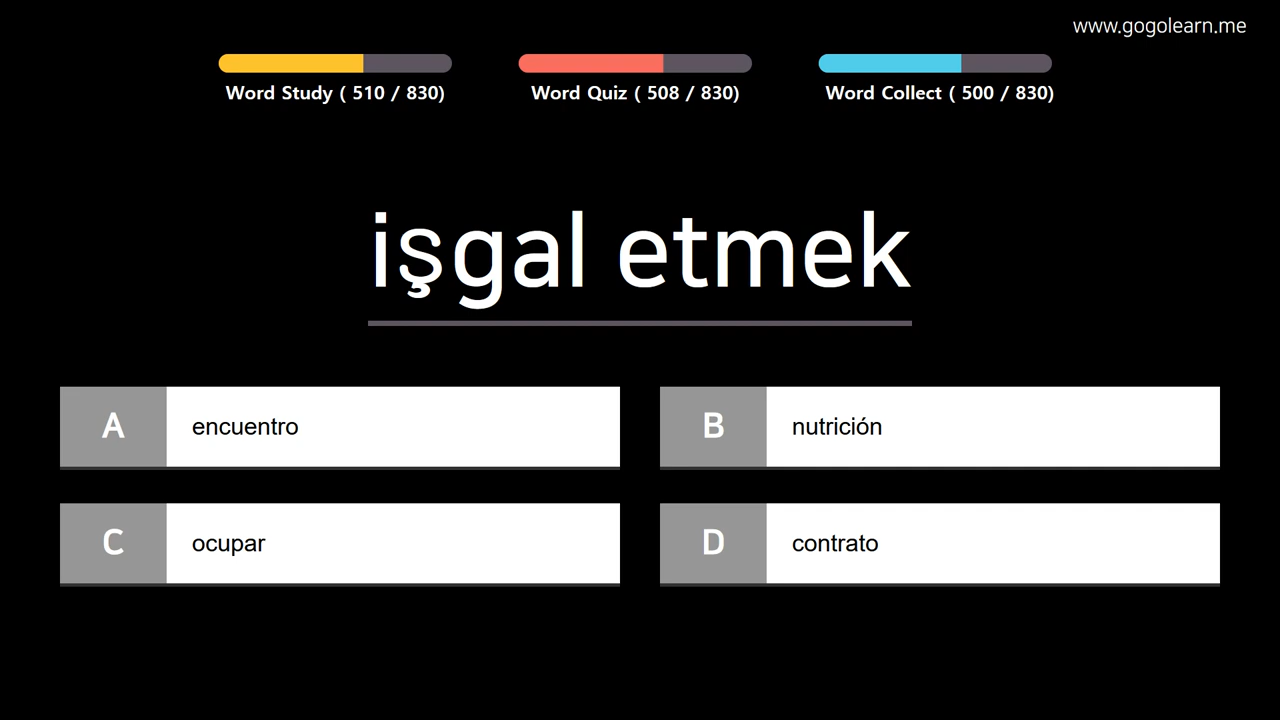 www.gogolearn.me
Word Study ( 510 / 830)
Word Quiz ( 508 / 830)
Word Collect ( 500 / 830)
işgal etmek
A encuentro
B nutrición
C ocupar
D contrato